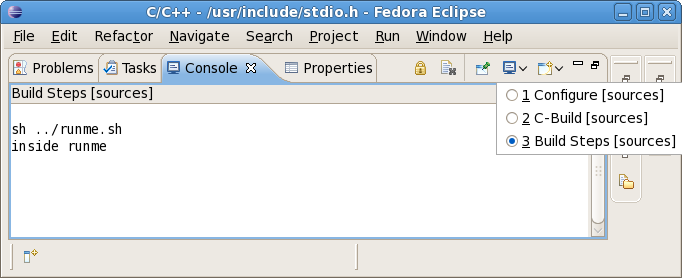 C/C++ - /usr/include/stdio.h - Fedora Eclipse
File Edit Refactor Navigate Search Project Run Window Help
Problems Tasks Console Properties
Build Steps [sources]
1 Configure [sources]
2 C-Build [sources]
3 Build Steps [sources]
sh ../runme.sh
inside runme